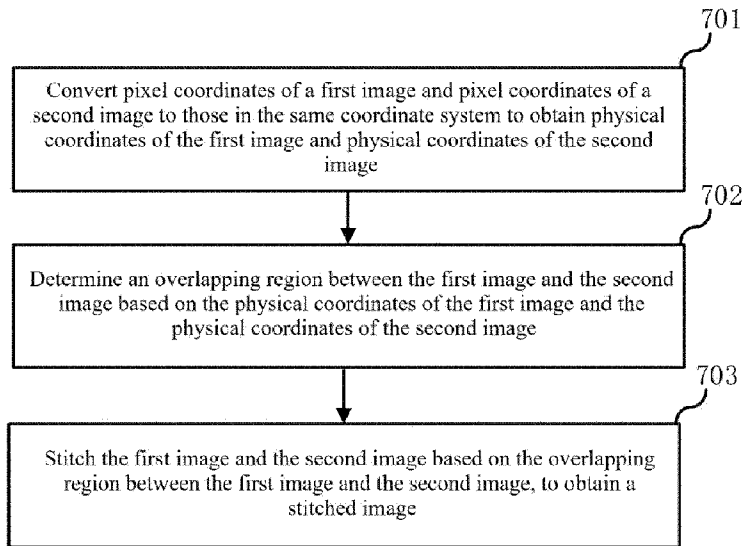 701
Convert pixel coordinates of a first image and pixel coordinates of a
second image to those in the same coordinate system to obtain physical
coordinates of the first image and physical coordinates of the second
image
702
Determine an overlapping region between the first image and the second
image based on the physical coordinates of the first image and the
physical coordinates of the second image
703
Stitch the first image and the second image based on the overlapping
region between the first image and the second image, to obtain a
stitched image